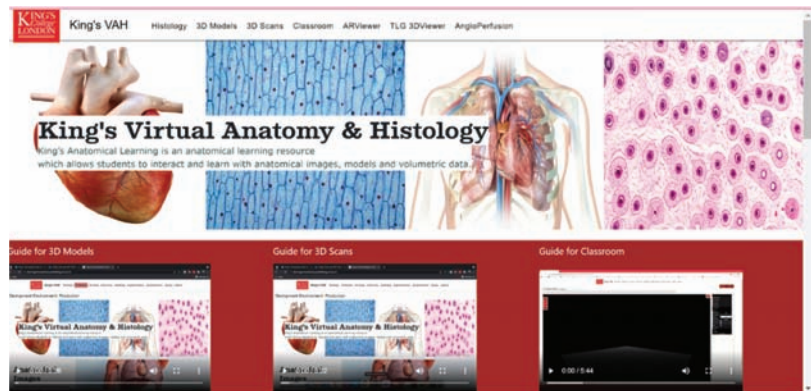 KING'S
College
LONDON
King's VAH Histology 3D Models 3D Scans Classroom ARViewer TLG 3DViewer AngioPerfusion
King's Virtual Anatomy & Histology
King's Anatomical Learning is an anatomical learning resource
which allows students to interact and learn with anatomical images, models and volumetric data.
Guide for 3D Models Guide for 3D Scans Guide for Classroom
King's Virtual Anatomy & Histology King's Virtual Anatomy & Histology
0:00 / 5:44